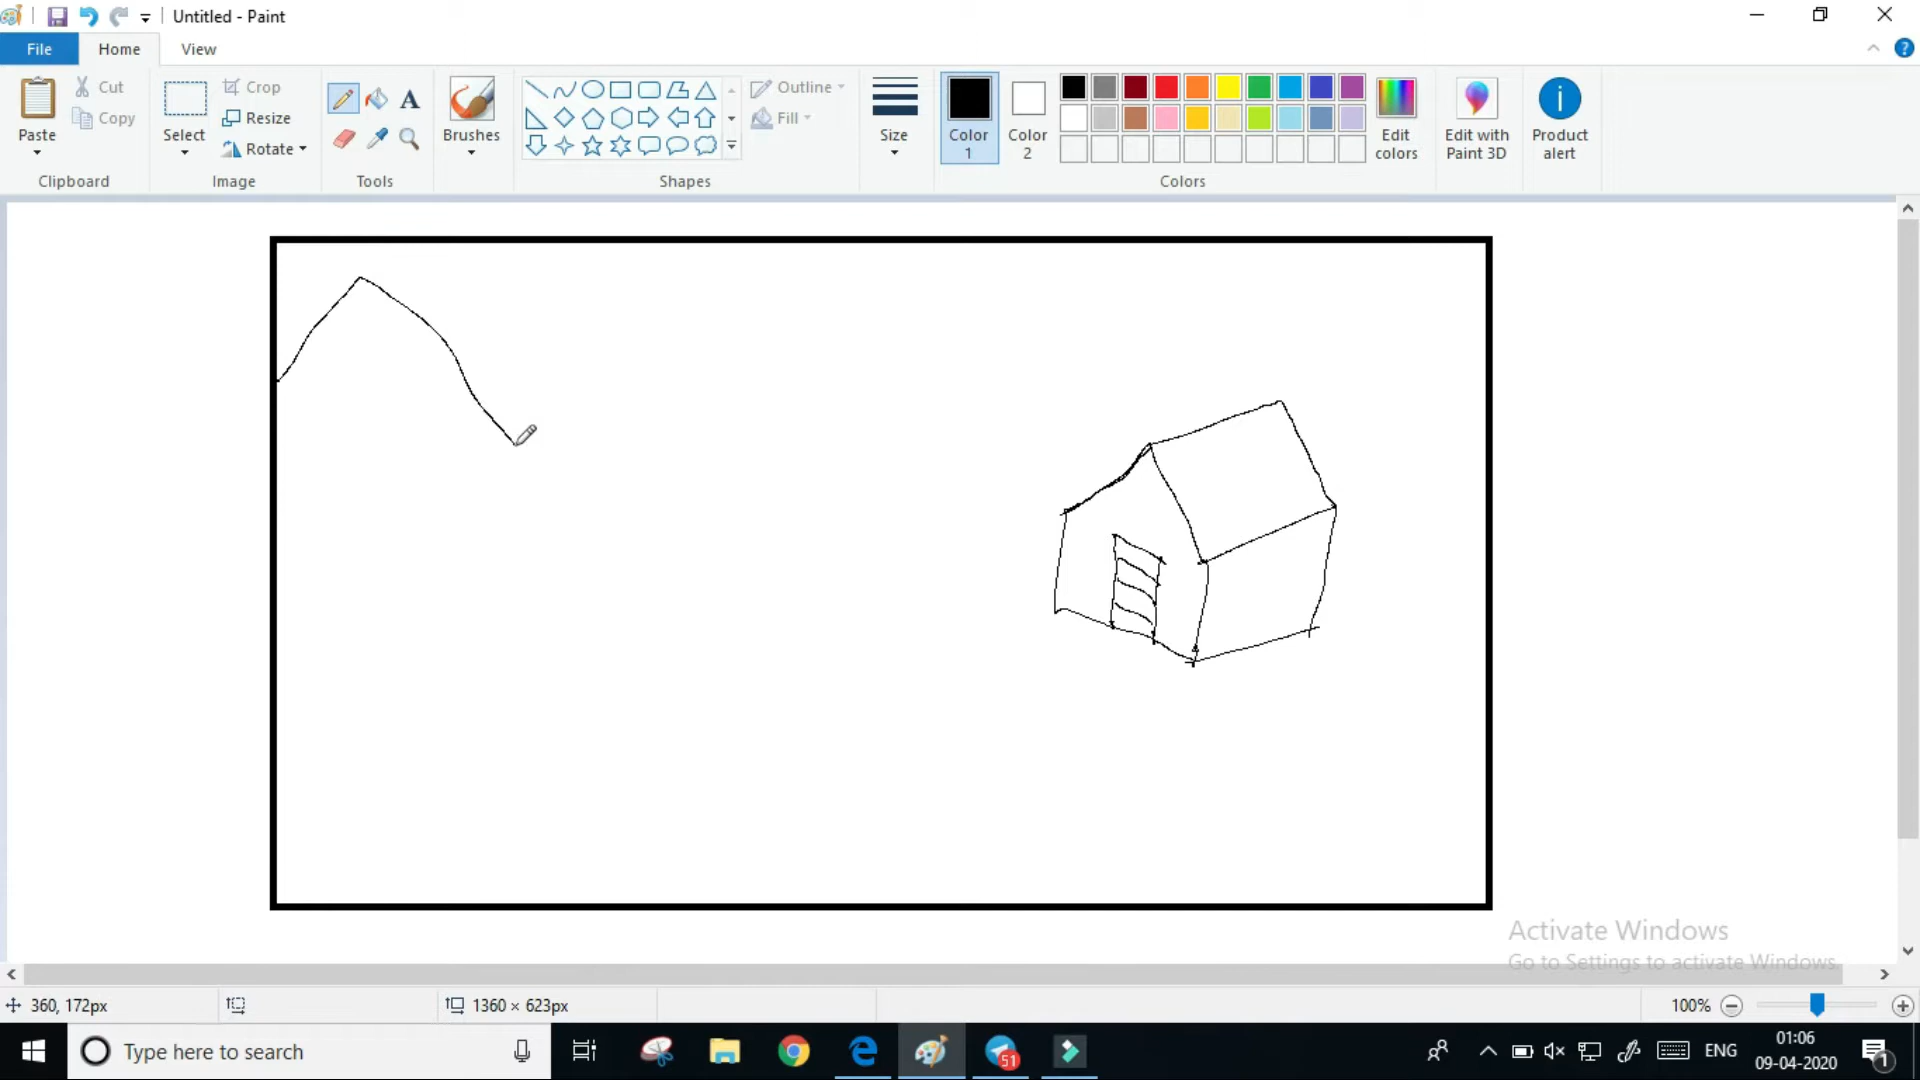 Untitled - Paint
File Home View
Paste
Cut
Copy
Clipboard
Select
Crop
Resize
Rotate
Image
A
Tools
Brushes
Shapes
Outline
Fill
Size
Color 1
Color 2
Edit colors
Colors
Edit with Paint 3D
Product alert
Activate Windows
Go to Settings to activate Windows.
360, 172px
1360 × 623px
100%
Type here to search
51
ENG
01:06
09-04-2020
1